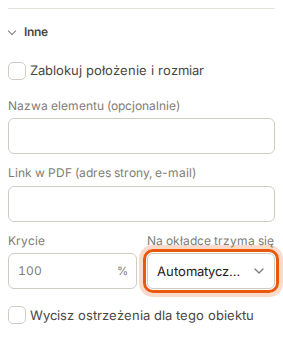 Inne
Zablokuj położenie i rozmiar
Nazwa elementu (opcjonalnie)
Link w PDF (adres strony, e-mail)
Krycie Na okładce trzyma się
100 % Automatycz...
Wycisz ostrzeżenia dla tego obiektu